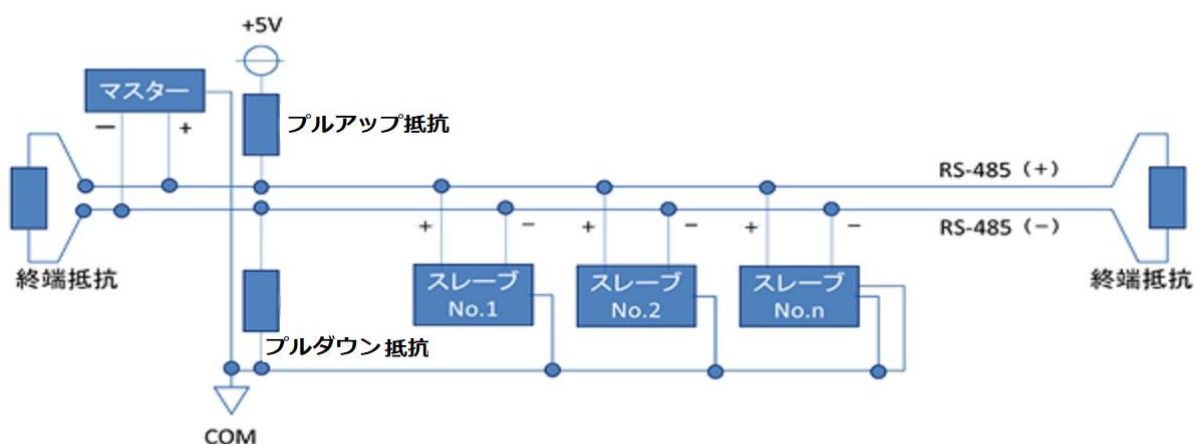 +5V
マスター
－ +
プルアップ抵抗
RS-485（+）
RS-485（－）
+ － + － + －
終端抵抗
スレーブ
No.1
スレーブ
No.2
スレーブ
No.n
終端抵抗
プルダウン抵抗
COM